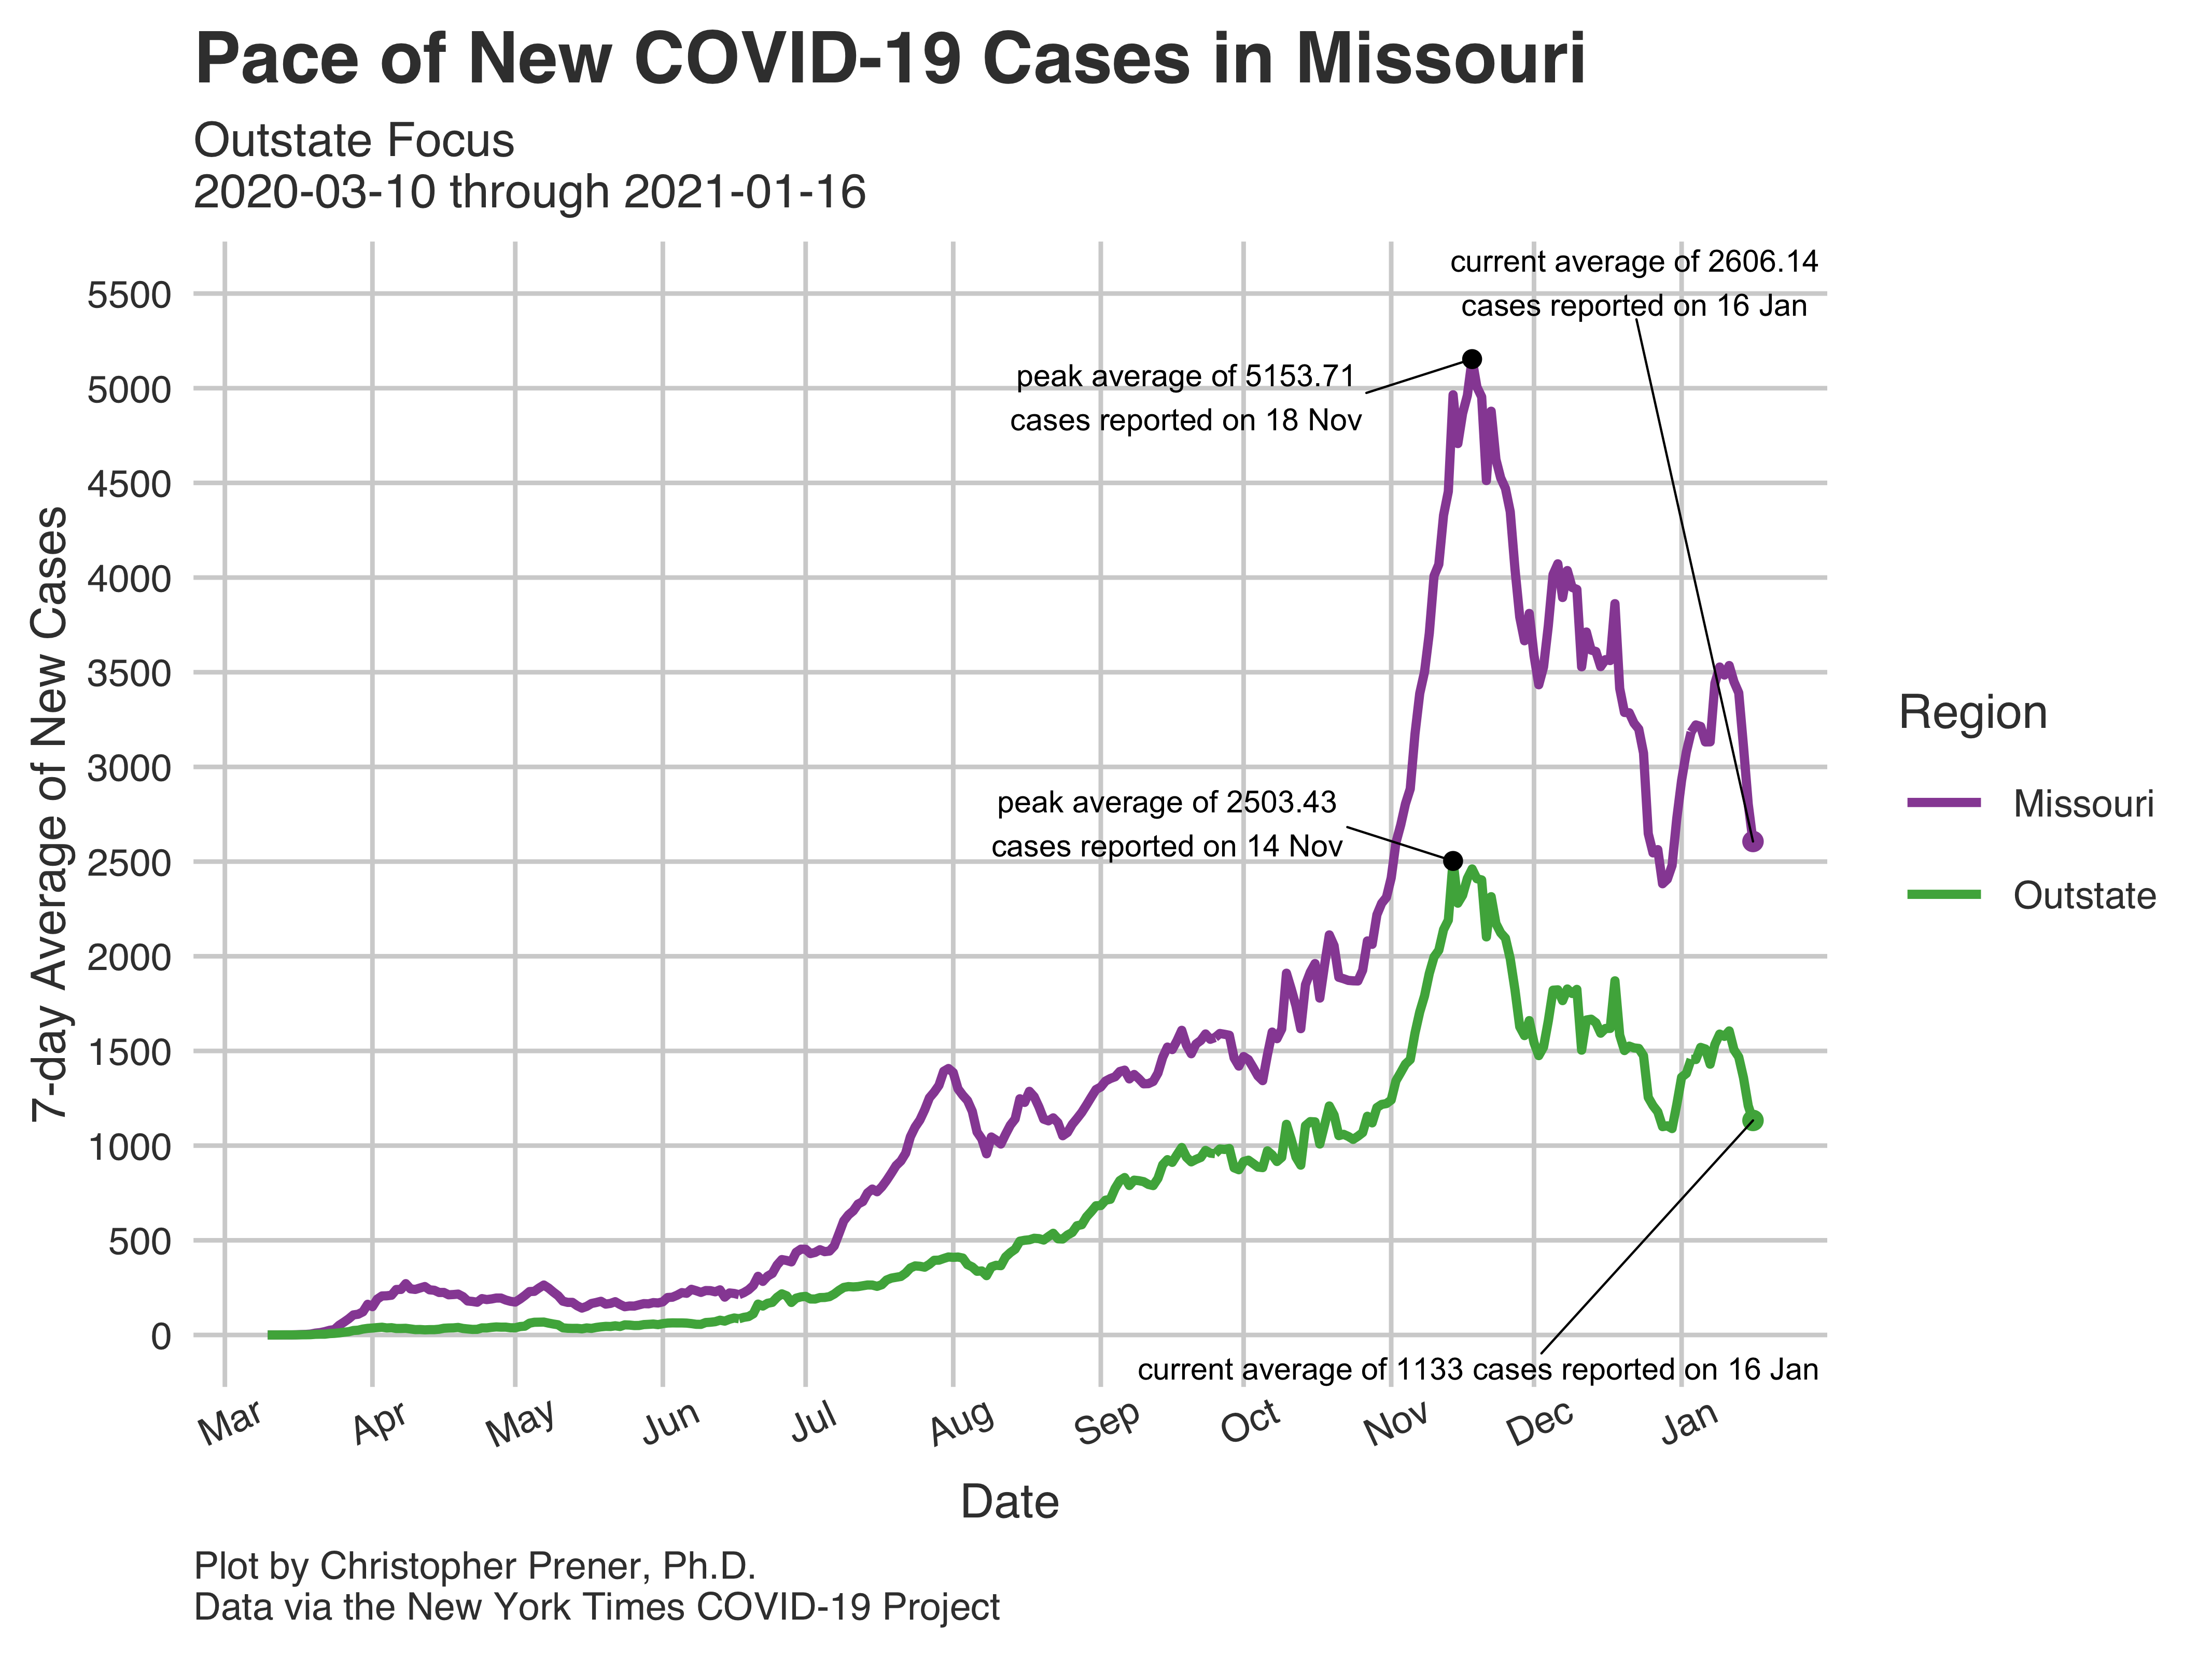 Pace of New COVID-19 Cases in Missouri
Outstate Focus
2020-03-10 through 2021-01-16
current average of 2606.14
cases reported on 16 Jan
peak average of 5153.71
cases reported on 18 Nov
peak average of 2503.43
cases reported on 14 Nov
current average of 1133 cases reported on 16 Jan
7-day Average of New Cases
5500
5000
4500
4000
3500
3000
2500
2000
1500
1000
500
0
Mar
Apr
May
Jun
Jul
Aug
Sep
Oct
Nov
Dec
Jan
Date
Region
Missouri
Outstate
Plot by Christopher Prener, Ph.D.
Data via the New York Times COVID-19 Project